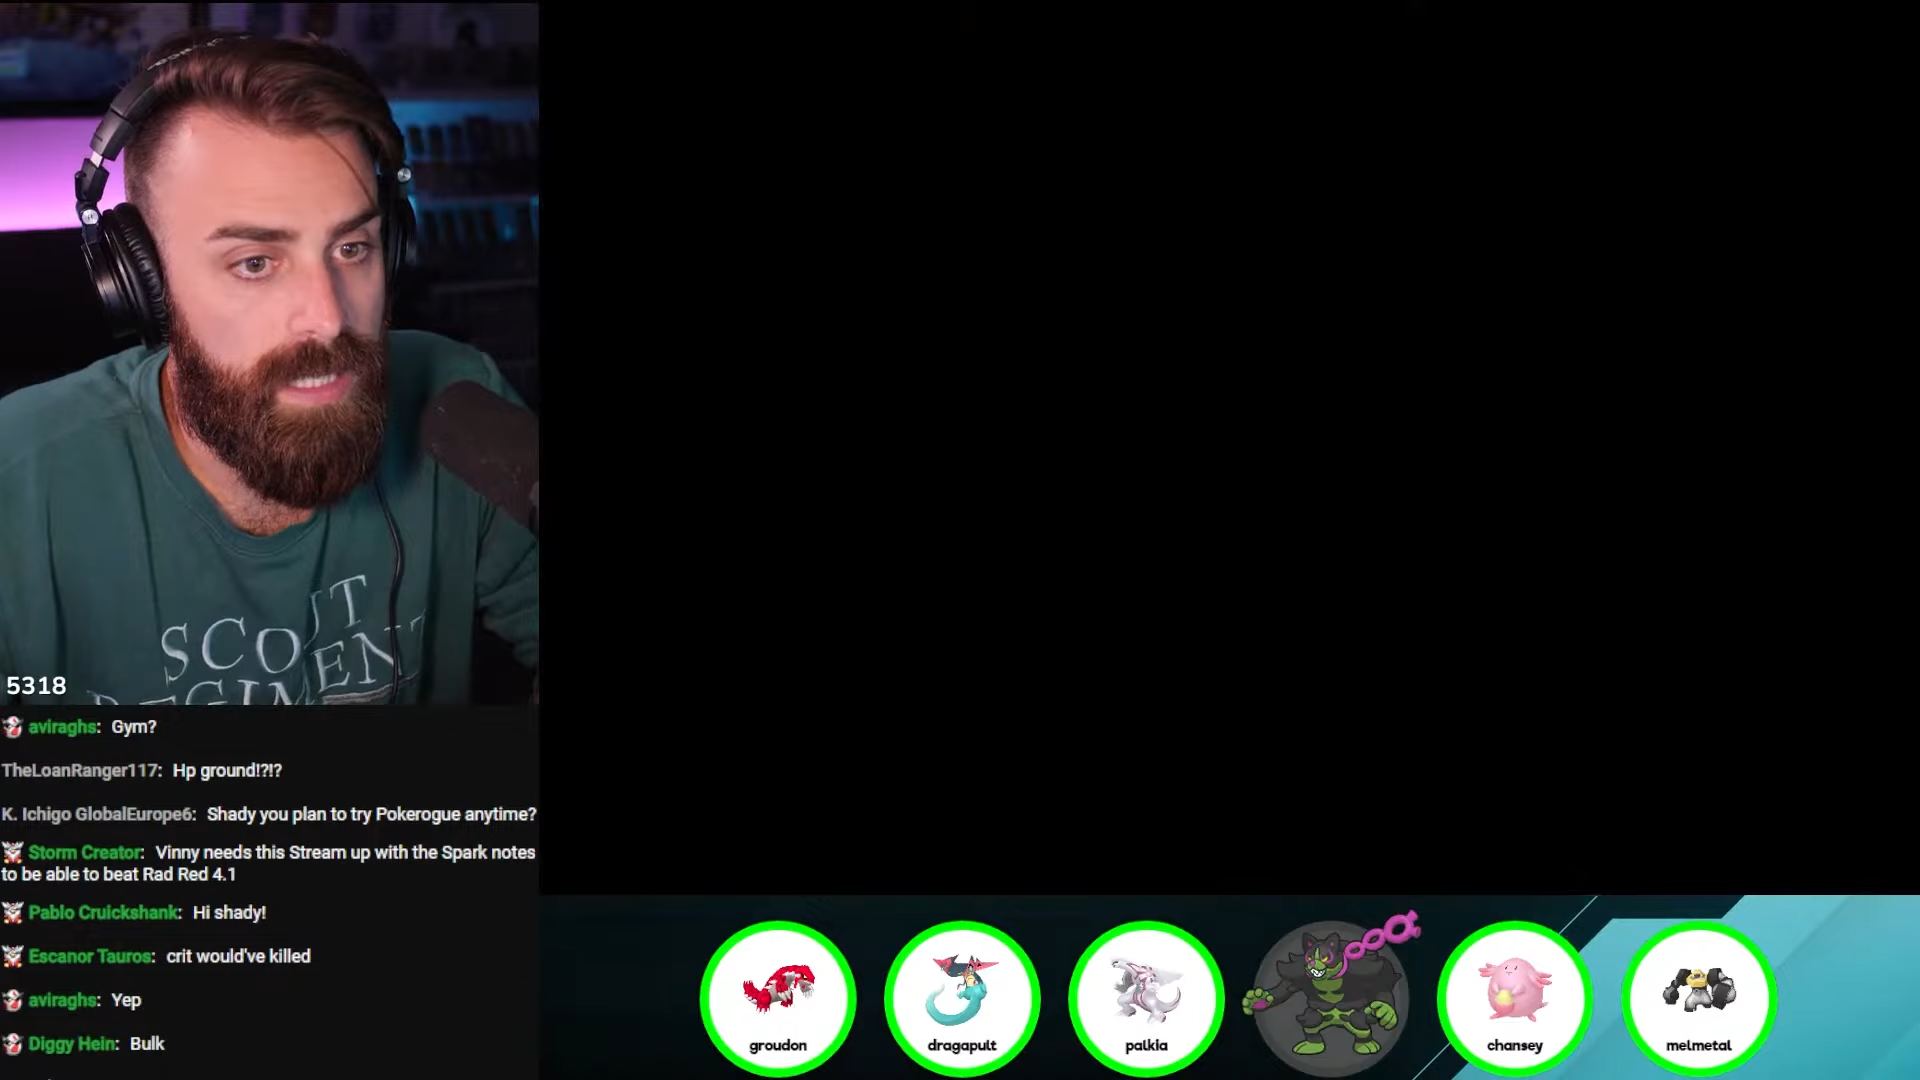 SCOUT
REGIMENT
5318
aviraghs: Gym?
TheLoanRanger117: Hp ground!?!?
K. Ichigo GlobalEurope6: Shady you plan to try Pokerogue anytime?
Storm Creator: Vinny needs this Stream up with the Spark notes
to be able to beat Rad Red 4.1
Pablo Cruickshank: Hi shady!
Escanor Tauros: crit would've killed
aviraghs: Yep
Diggy Hein: Bulk
groudon
dragapult
palkia
chansey
melmetal